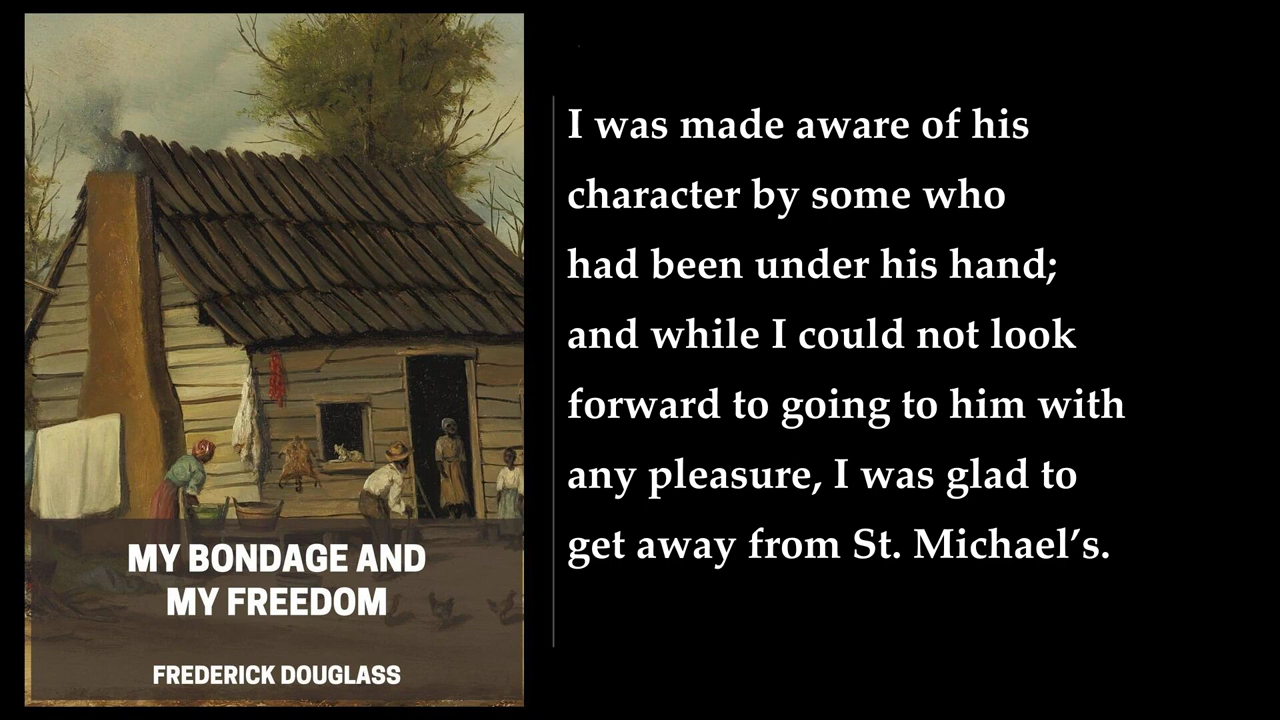 MY BONDAGE AND
MY FREEDOM
FREDERICK DOUGLASS
I was made aware of his
character by some who
had been under his hand;
and while I could not look
forward to going to him with
any pleasure, I was glad to
get away from St. Michael’s.